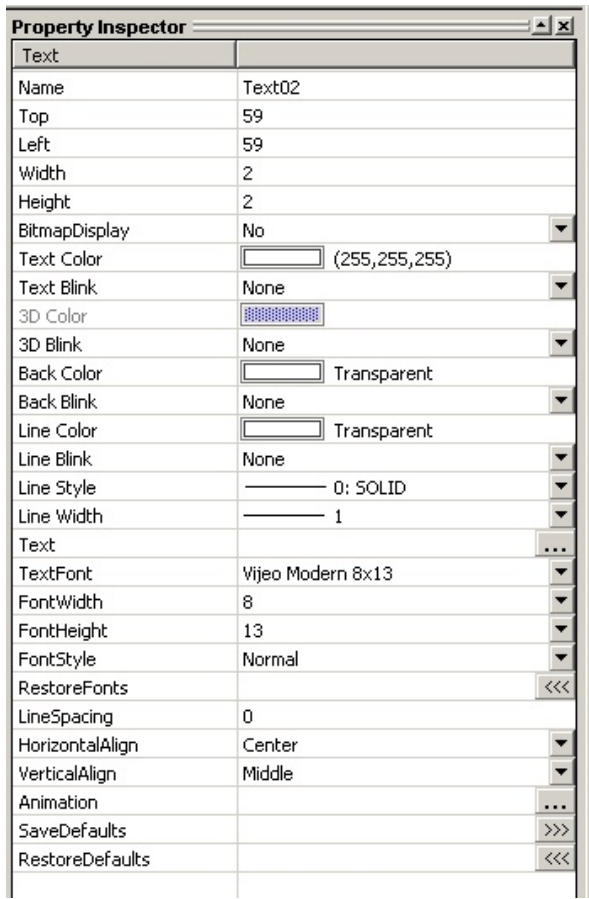 Property Inspector
Text
Name Text02
Top 59
Left 59
Width 2
Height 2
BitmapDisplay No
Text Color (255,255,255)
Text Blink None
3D Color
3D Blink None
Back Color Transparent
Back Blink None
Line Color Transparent
Line Blink None
Line Style 0: SOLID
Line Width 1
Text ...
TextFont Vijeo Modern 8x13
FontWidth 8
FontHeight 13
FontStyle Normal
RestoreFonts <<<
LineSpacing 0
HorizontalAlign Center
VerticalAlign Middle
Animation ...
SaveDefaults >>>
RestoreDefaults <<<